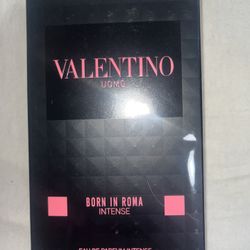 VALENTINO
UOMO
BORN IN ROMA
INTENSE
EAU DE PARFUM INTENSE